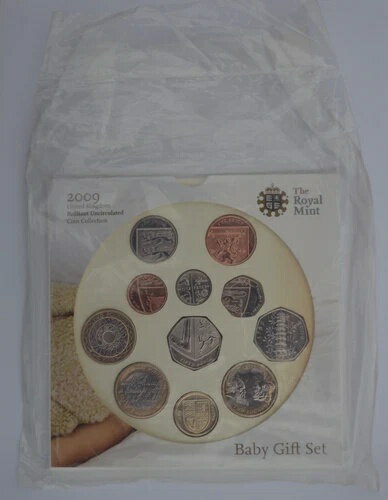 2009
United Kingdom
Brilliant Uncirculated
Coin Collection
The
Royal
Mint
Baby Gift Set